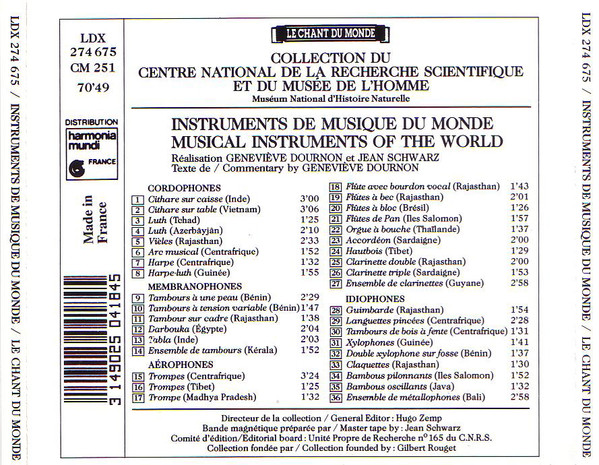 LDX 274 675 / INSTRUMENTS DE MUSIQUE DU MONDE / LE CHANT DU MONDE
LDX
274 675
CM 251
70'49
DISTRIBUTION
harmonia
mundi
FRANCE
Made in
France
3 149025 041845
LE CHANT DU MONDE
COLLECTION DU
CENTRE NATIONAL DE LA RECHERCHE SCIENTIFIQUE
ET DU MUSÉE DE L'HOMME
Muséum National d'Histoire Naturelle
INSTRUMENTS DE MUSIQUE DU MONDE
MUSICAL INSTRUMENTS OF THE WORLD
Réalisation GENEVIÈVE DOURNON et JEAN SCHWARZ
Texte de / Commentary by GENEVIÈVE DOURNON
CORDOPHONES
1 Cithare sur caisse (Inde) 3'00
2 Cithare sur table (Vietnam) 3'06
3 Luth (Tchad) 1'25
4 Luth (Azerbâyjân) 2'10
5 Vièles (Rajasthan) 2'33
6 Arc musical (Centrafrique) 1'52
7 Harpe (Centrafrique) 1'32
8 Harpe-luth (Guinée) 1'55
MEMBRANOPHONES
9 Tambours à une peau (Bénin) 2'29
10 Tambours à tension variable (Bénin) 1'47
11 Tambour sur cadre (Rajasthan) 1'38
12 Darbouka (Égypte) 2'04
13 Tabla (Inde) 2'03
14 Ensemble de tambours (Kérala) 1'52
AÉROPHONES
15 Trompes (Centrafrique) 3'24
16 Trompes (Tibet) 1'25
17 Trompe (Madhya Pradesh) 1'32
18 Flûte avec bourdon vocal (Rajasthan) 1'43
19 Flûtes à bec (Rajasthan) 2'01
20 Flûtes à bloc (Brésil) 1'26
21 Flûtes de Pan (Iles Salomon) 1'57
22 Orgue à bouche (Thaïlande) 1'37
23 Accordéon (Sardaigne) 2'00
24 Hautbois (Tibet) 1'29
25 Clarinette double (Rajasthan) 2'00
26 Clarinette triple (Sardaigne) 1'53
27 Ensemble de clarinettes (Guyane) 2'58
IDIOPHONES
28 Guimbarde (Rajasthan) 1'54
29 Languettes pincées (Centrafrique) 2'28
30 Tambours de bois à fente (Centrafrique) 1'31
31 Xylophones (Guinée) 1'41
32 Double xylophone sur fosse (Bénin) 1'37
33 Claquettes (Rajasthan) 1'30
34 Bambous pilonnants (Iles Salomon) 1'52
35 Bambous oscillants (Java) 1'32
36 Ensemble de métallophones (Bali) 2'58
Directeur de la collection / General Editor : Hugo Zemp
Bande magnétique préparée par / Master tape by : Jean Schwarz
Comité d'édition/Editorial board : Unité Propre de Recherche n° 165 du C.N.R.S.
Collection fondée par / Collection founded by : Gilbert Rouget
LDX 274 675 / INSTRUMENTS DE MUSIQUE DU MONDE / LE CHANT DU MONDE